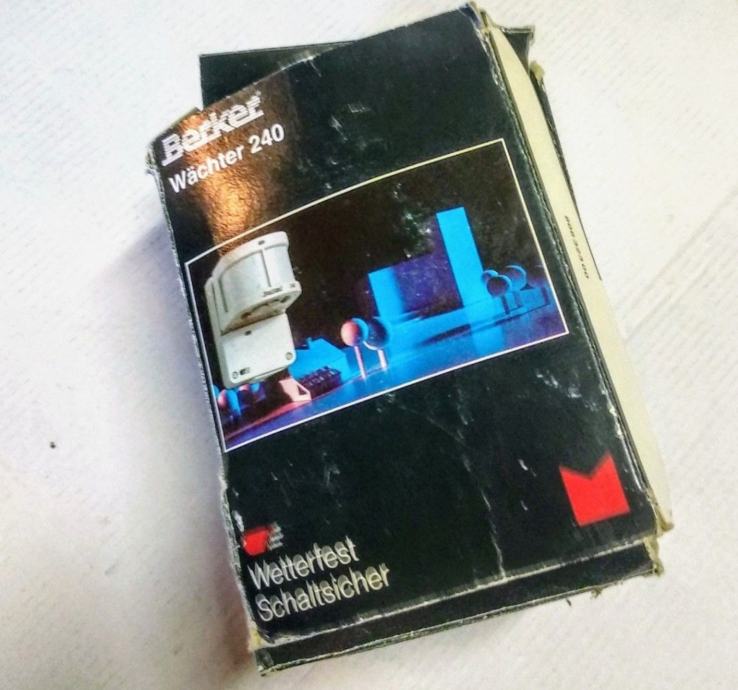 Berker
Wächter 240
Wetterfest
Schaltsicher